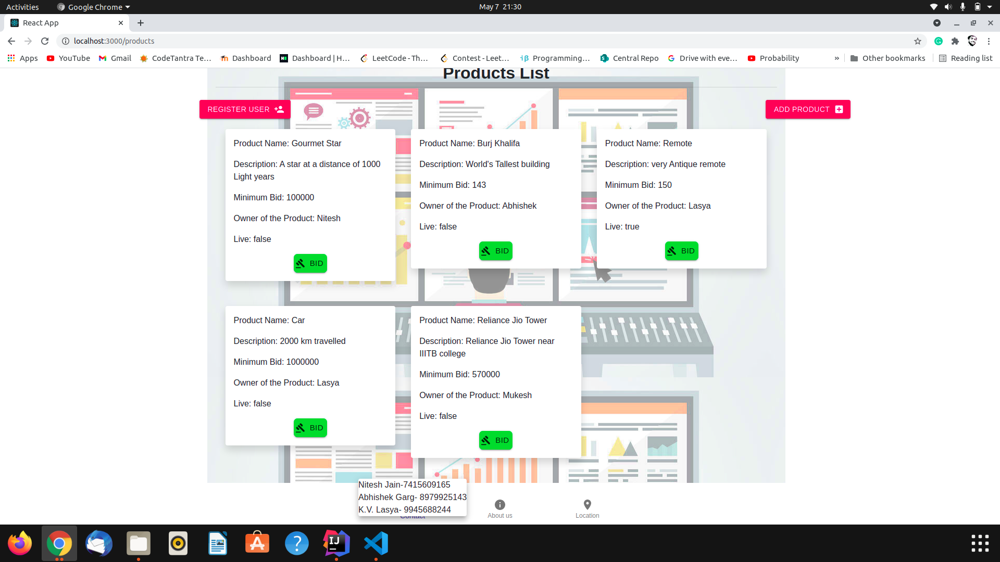 Activities
Google Chrome
May 7 21:30
React App
localhost:3000/products
Apps
YouTube
Gmail
CodeTantra Te...
Dashboard
Dashboard | H...
LeetCode - Th...
Contest - Leet...
Programming...
Central Repo
Drive with eve...
Probability
»
Other bookmarks
Reading list
Products List
REGISTER USER
ADD PRODUCT
Product Name: Gourmet Star
Description: A star at a distance of 1000
Light years
Minimum Bid: 100000
Owner of the Product: Nitesh
Live: false
BID
Product Name: Burj Khalifa
Description: World's Tallest building
Minimum Bid: 143
Owner of the Product: Abhishek
Live: false
BID
Product Name: Remote
Description: very Antique remote
Minimum Bid: 150
Owner of the Product: Lasya
Live: true
BID
Product Name: Car
Description: 2000 km travelled
Minimum Bid: 1000000
Owner of the Product: Lasya
Live: false
BID
Product Name: Reliance Jio Tower
Description: Reliance Jio Tower near
IIITB college
Minimum Bid: 570000
Owner of the Product: Mukesh
Live: false
BID
Nitesh Jain-7415609165
Abhishek Garg- 8979925143
K.V. Lasya- 9945688244
Contact
About us
Location